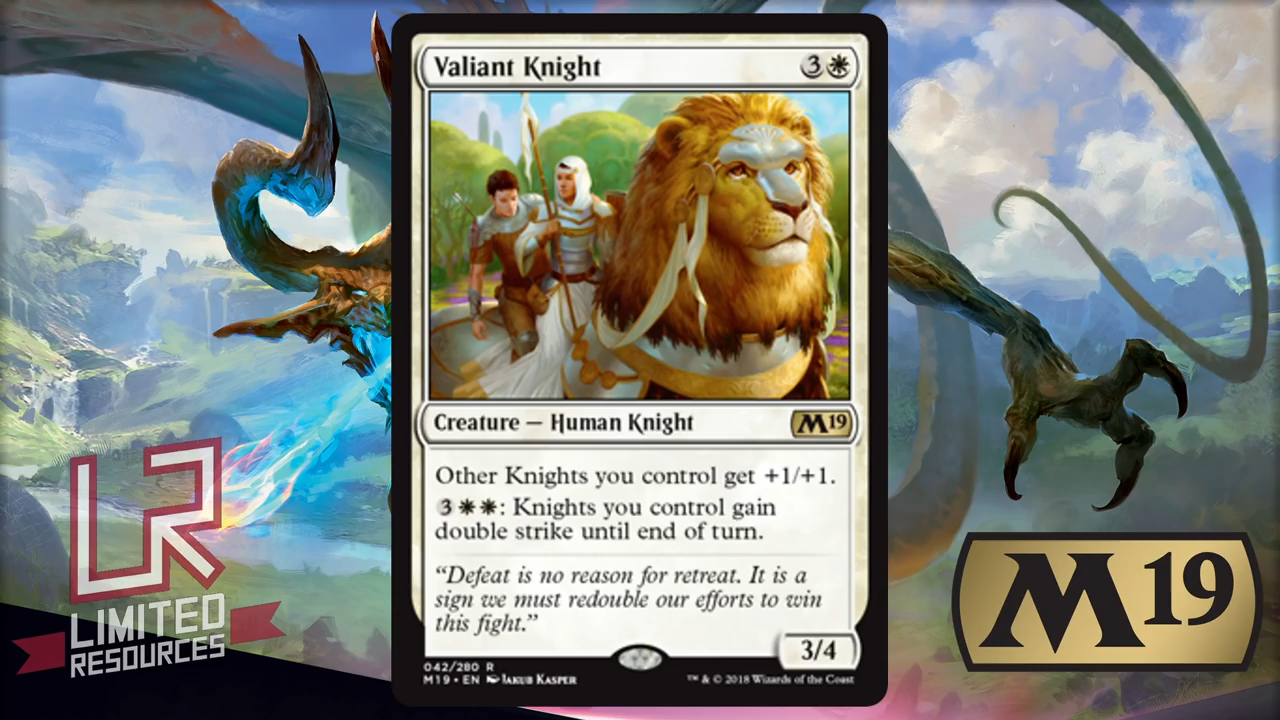 Valiant Knight 3
Creature — Human Knight M19
Other Knights you control get +1/+1.
3 : Knights you control gain
double strike until end of turn.
“Defeat is no reason for retreat. It is a
sign we must redouble our efforts to win
this fight.”
3/4
042/280 R
M19 • EN Jakub Kasper
™ & © 2018 Wizards of the Coast
LR
LIMITED
RESOURCES
M19